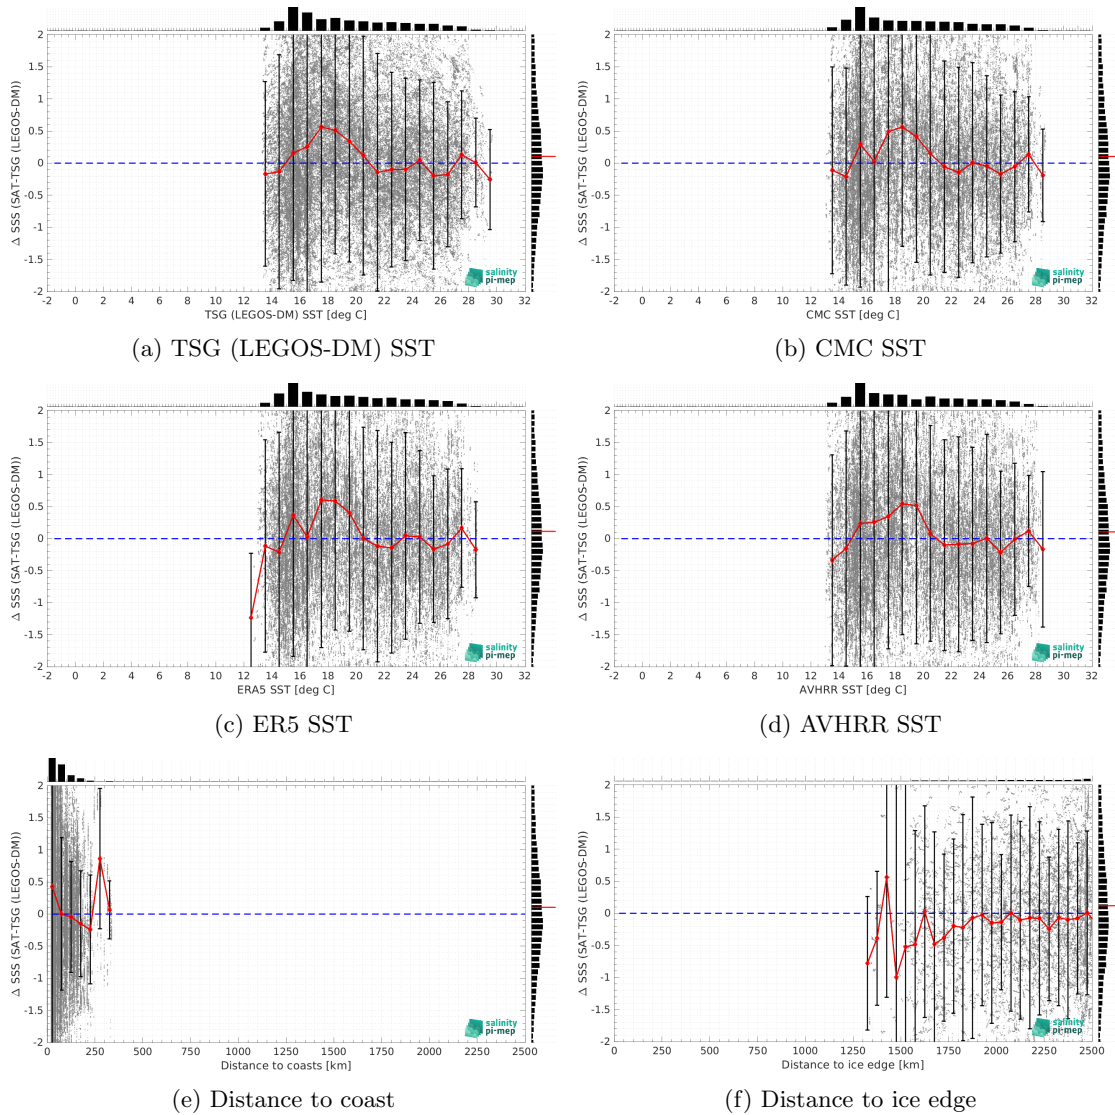 2
1.5
1
0.5
0
-0.5
-1
-1.5
-2
Δ SSS (SAT-TSG (LEGOS-DM))
-2 0 2 4 6 8 10 12 14 16 18 20 22 24 26 28 30 32
TSG (LEGOS-DM) SST [deg C]
salinity
pi-mep
(a) TSG (LEGOS-DM) SST
2
1.5
1
0.5
0
-0.5
-1
-1.5
-2
Δ SSS (SAT-TSG (LEGOS-DM))
-2 0 2 4 6 8 10 12 14 16 18 20 22 24 26 28 30 32
CMC SST [deg C]
salinity
pi-mep
(b) CMC SST
2
1.5
1
0.5
0
-0.5
-1
-1.5
-2
Δ SSS (SAT-TSG (LEGOS-DM))
-2 0 2 4 6 8 10 12 14 16 18 20 22 24 26 28 30 32
ERA5 SST [deg C]
salinity
pi-mep
(c) ER5 SST
2
1.5
1
0.5
0
-0.5
-1
-1.5
-2
Δ SSS (SAT-TSG (LEGOS-DM))
-2 0 2 4 6 8 10 12 14 16 18 20 22 24 26 28 30 32
AVHRR SST [deg C]
salinity
pi-mep
(d) AVHRR SST
2
1.5
1
0.5
0
-0.5
-1
-1.5
-2
Δ SSS (SAT-TSG (LEGOS-DM))
0 250 500 750 1000 1250 1500 1750 2000 2250 2500
Distance to coasts [km]
salinity
pi-mep
(e) Distance to coast
2
1.5
1
0.5
0
-0.5
-1
-1.5
-2
Δ SSS (SAT-TSG (LEGOS-DM))
0 250 500 750 1000 1250 1500 1750 2000 2250 2500
Distance to ice edge [km]
salinity
pi-mep
(f) Distance to ice edge